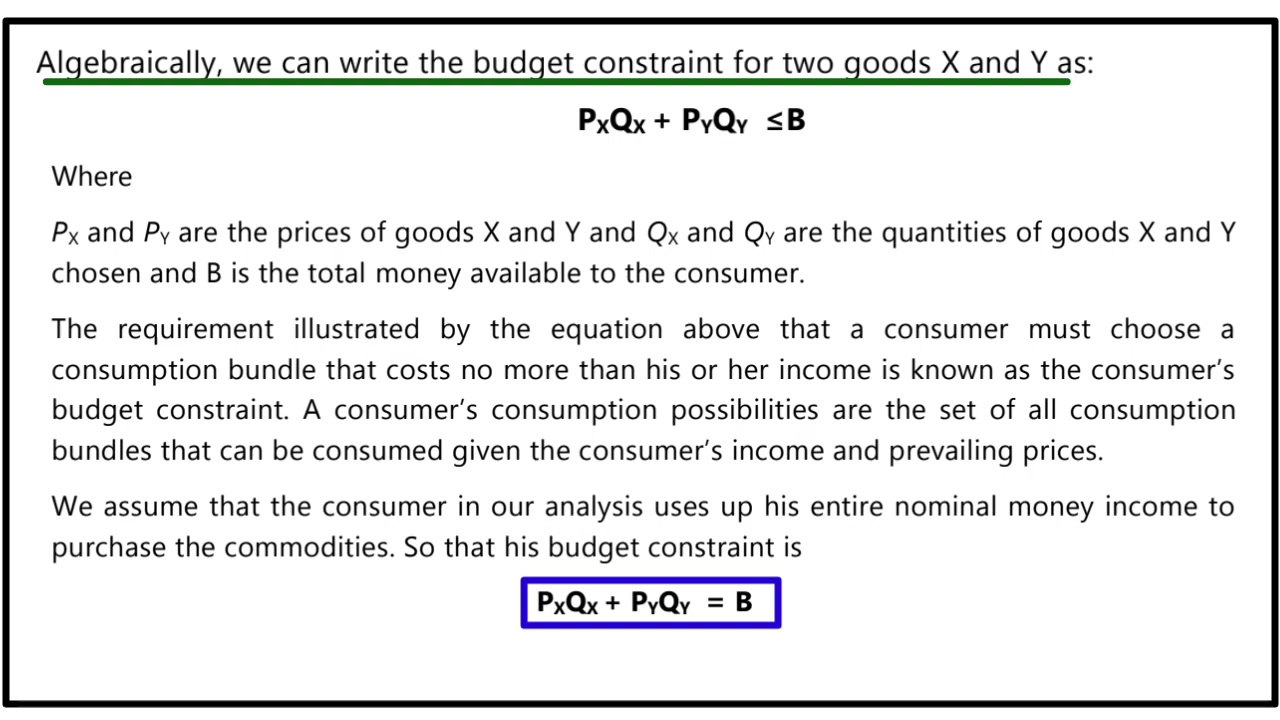 Algebraically, we can write the budget constraint for two goods X and Y as:
PXQX + PYQY ≤B
Where
PX and PY are the prices of goods X and Y and QX and QY are the quantities of goods X and Y
chosen and B is the total money available to the consumer.
The requirement illustrated by the equation above that a consumer must choose a
consumption bundle that costs no more than his or her income is known as the consumer’s
budget constraint. A consumer’s consumption possibilities are the set of all consumption
bundles that can be consumed given the consumer’s income and prevailing prices.
We assume that the consumer in our analysis uses up his entire nominal money income to
purchase the commodities. So that his budget constraint is
PXQX + PYQY = B